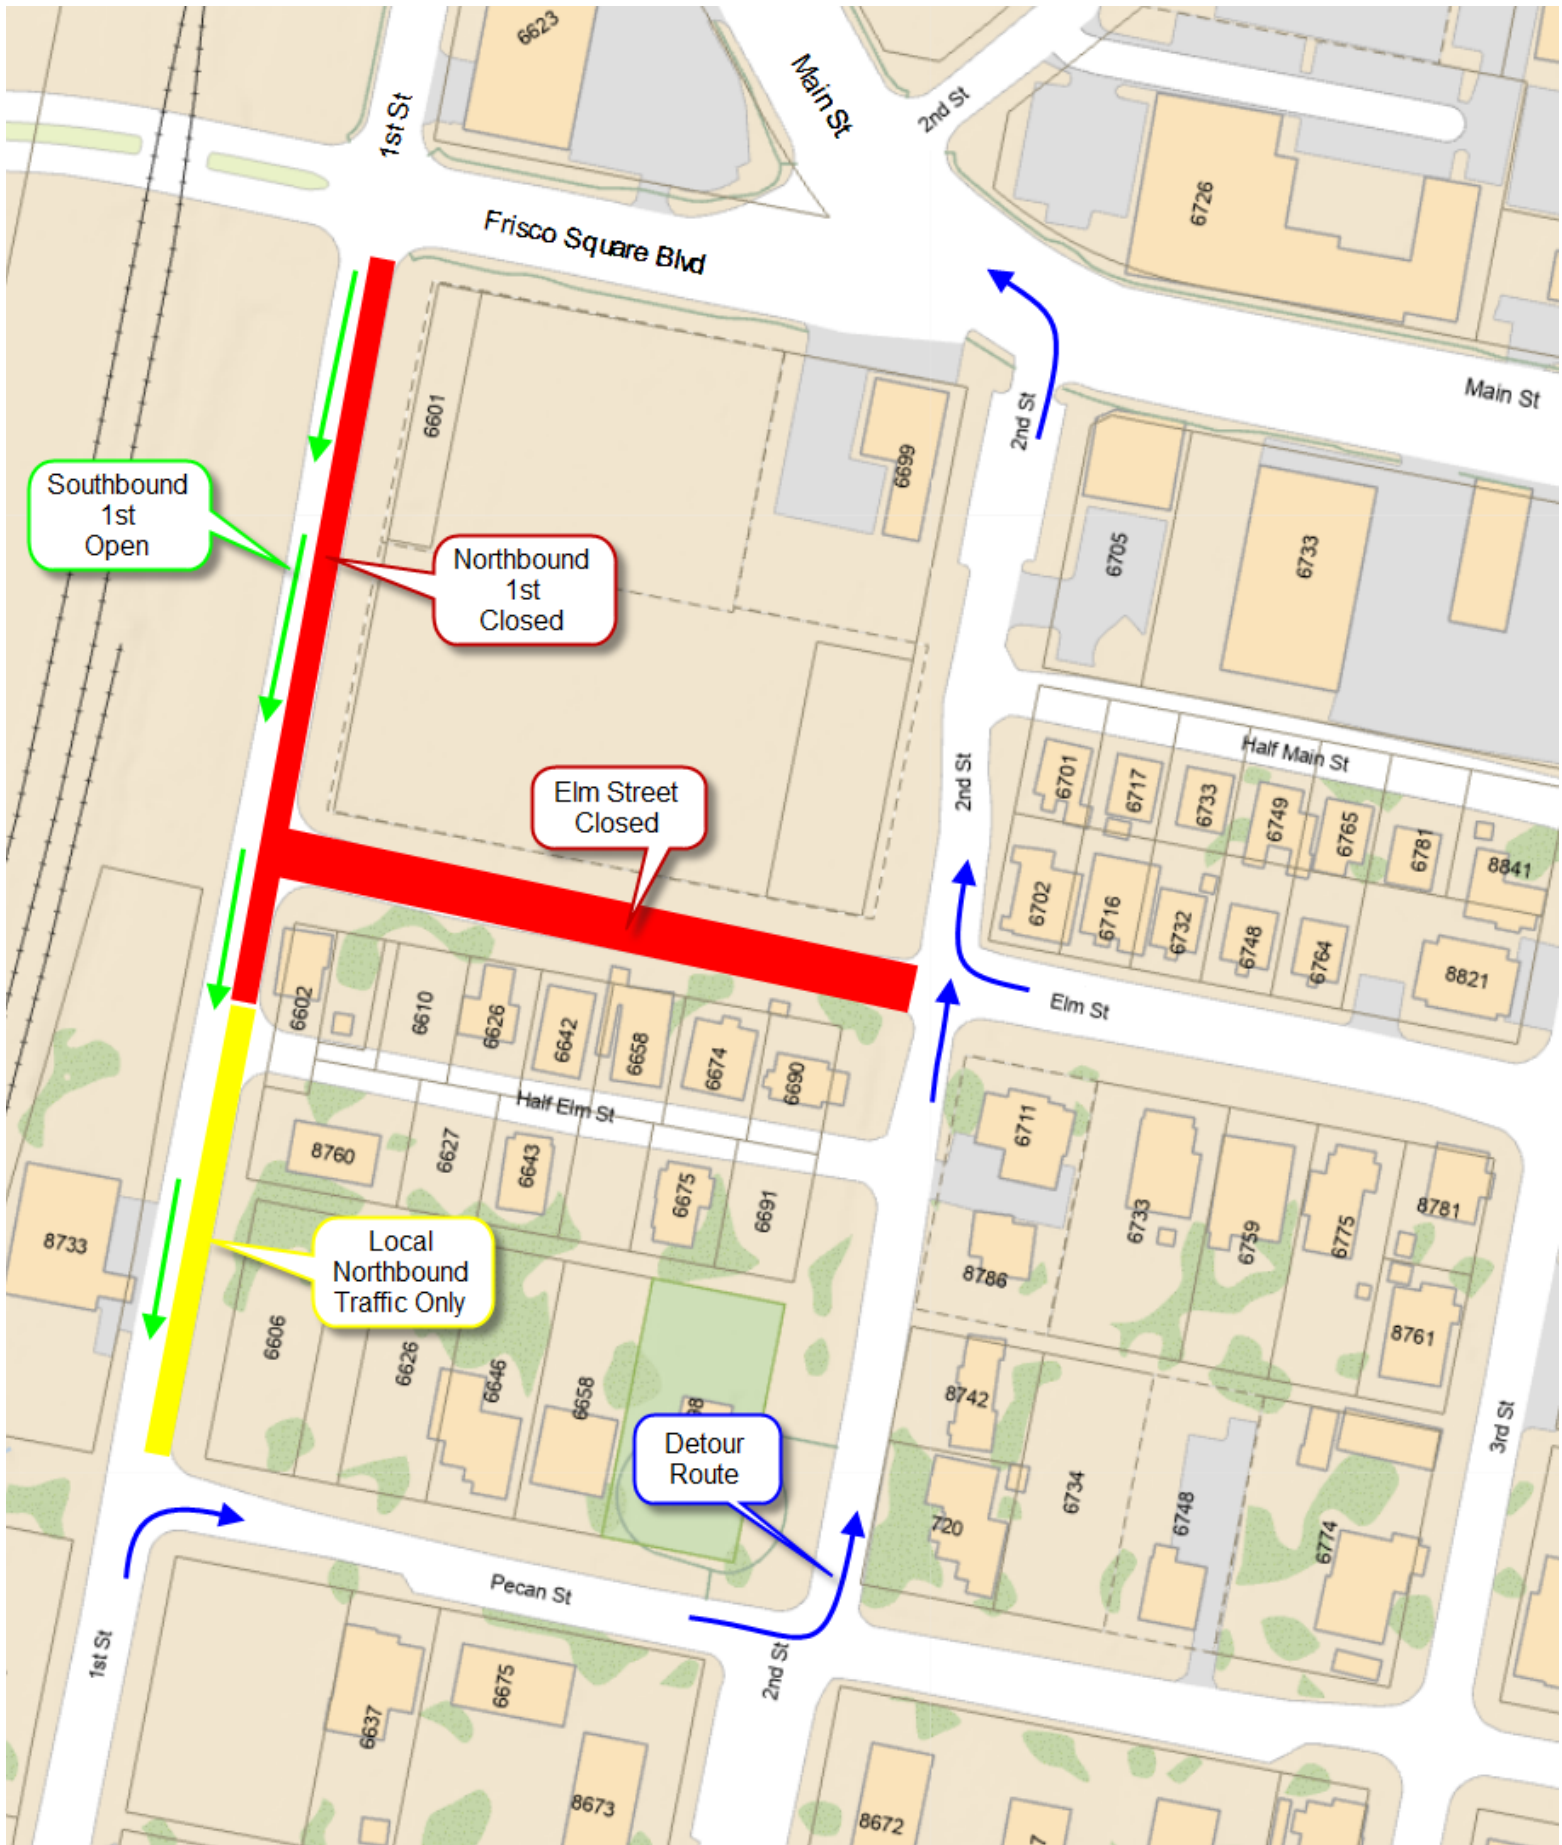 6623
Main St
2nd St
1st St
6726
Frisco Square Blvd
Main St
6601
2nd St
6699
Southbound
1st
Open
Northbound
1st
Closed
6705
6733
Half Main St
2nd St
6701
6717
6733
6749
6765
6781
8841
Elm Street
Closed
6702
6716
6732
6748
6764
8821
Elm St
6602
6610
6626
6642
6658
6674
6690
Half Elm St
6711
8760
6627
6643
6675
6691
6733
6759
6775
8781
8733
Local
Northbound
Traffic Only
8786
6606
6626
6646
6658
98
8742
8761
Detour
Route
3rd St
6734
6748
720
6774
Pecan St
1st St
2nd St
6637
6675
8673
8672
7